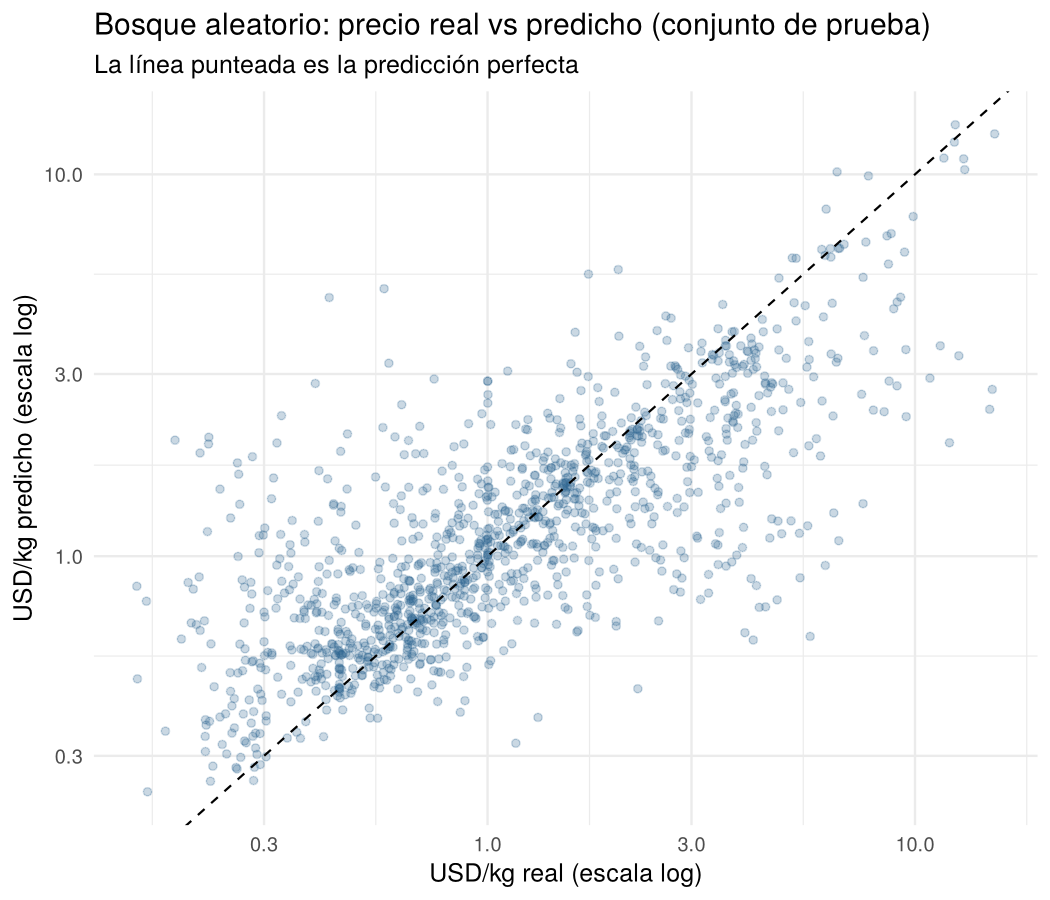 Bosque aleatorio: precio real vs predicho (conjunto de prueba)
La línea punteada es la predicción perfecta
USD/kg predicho (escala log)
10.0
3.0
1.0
0.3
0.3
1.0
3.0
10.0
USD/kg real (escala log)